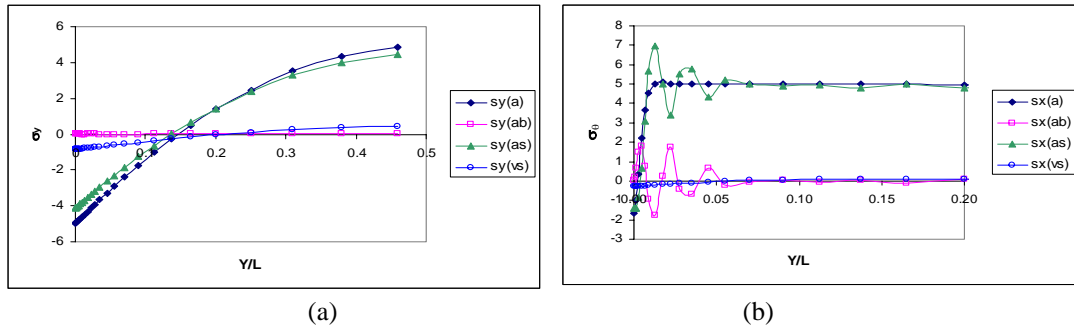 6
4
2
0
-2
-4
-6
σy
0 0.1 0.2 0.3 0.4 0.5
Y/L
sy(a)
sy(ab)
sy(as)
sy(vs)
(a)
8
7
6
5
4
3
2
1
0
-1
-2
-3
σθ
0.00 0.05 0.10 0.15 0.20
Y/L
sx(a)
sx(ab)
sx(as)
sx(vs)
(b)